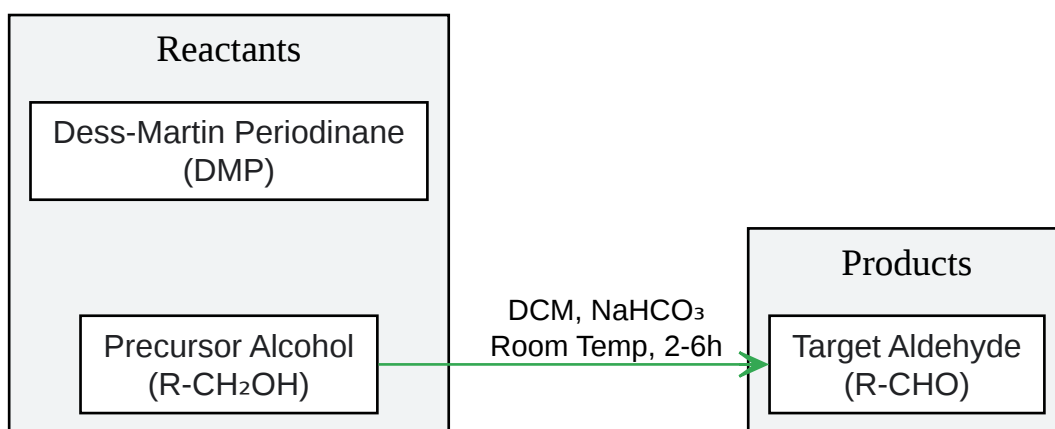 Reactants
Dess-Martin Periodinane
(DMP)
Precursor Alcohol
(R-CH₂OH)
DCM, NaHCO₃
Room Temp, 2-6h
Products
Target Aldehyde
(R-CHO)